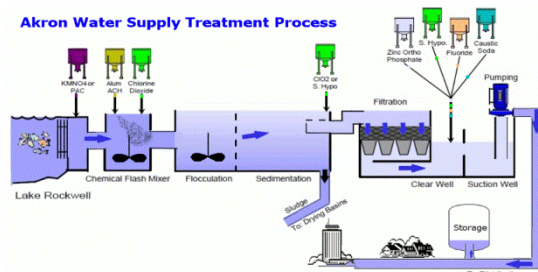 Akron Water Supply Treatment Process
KMNO4 or
PAC
Alum
ACH
Chlorine
Dioxide
ClO2 or
S. Hypo
Zinc Ortho
Phosphate
S. Hypo.
Fluoride
Caustic
Soda
Pumping
Filtration
Lake Rockwell
Chemical Flash Mixer
Flocculation
Sedimentation
Clear Well
Suction Well
Sludge
To: Drying Basins
Storage